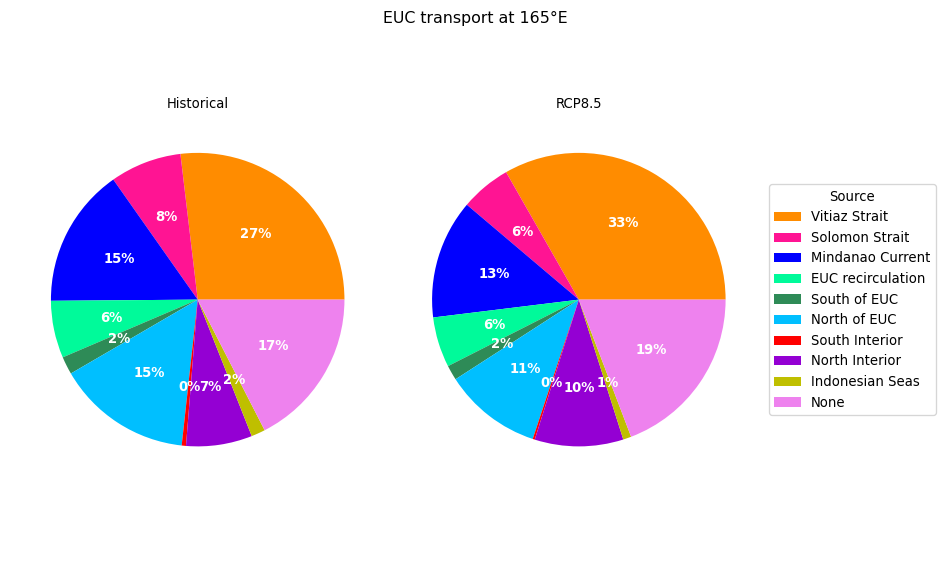 EUC transport at 165°E
Historical
27%
8%
15%
6%
2%
15%
0%
7%
2%
17%
RCP8.5
33%
6%
13%
6%
2%
11%
0%
10%
1%
19%
Source
Vitiaz Strait
Solomon Strait
Mindanao Current
EUC recirculation
South of EUC
North of EUC
South Interior
North Interior
Indonesian Seas
None